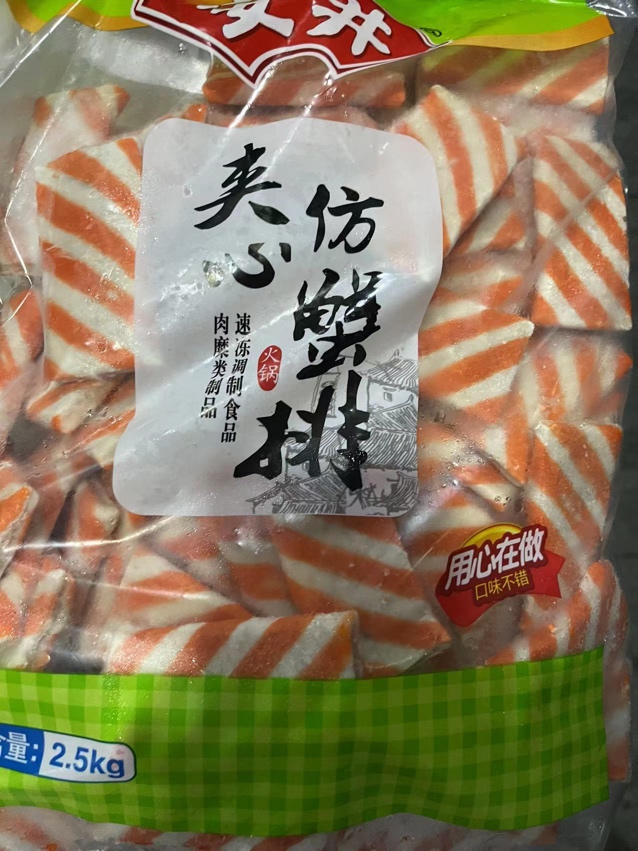 夹心
仿蟹排
火锅
速冻调制食品
肉糜类制品
用心在做
口味不错
量: 2.5kg